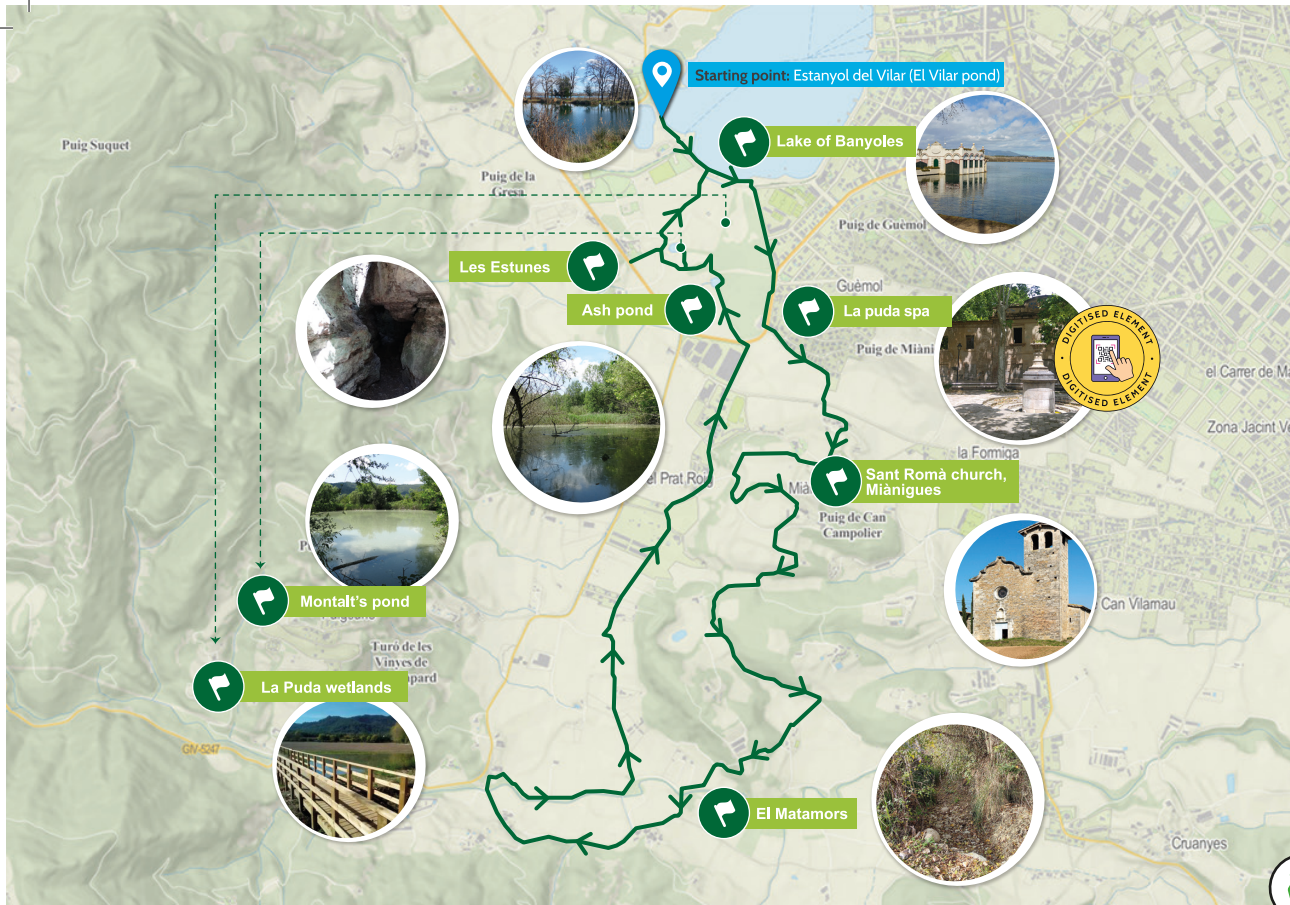 Starting point: Estanyol del Vilar (El Vilar pond)
Lake of Banyoles
Puig Suquet
Puig de la
Gresa
Puig de Guèmol
Les Estunes
Guèmol
Ash pond
La puda spa
Puig de Miàni
DIGITISED ELEMENT
DIGITISED ELEMENT
el Carrer de Ma
Zona Jacint Ve
la Formiga
el Prat Roig
Sant Romà church,
Miànigues
Puig de Can
Campolier
Montalt's pond
Can Vilamau
Turó de les
Vinyes de
pard
La Puda wetlands
GIV-5247
El Matamors
Cruanyes